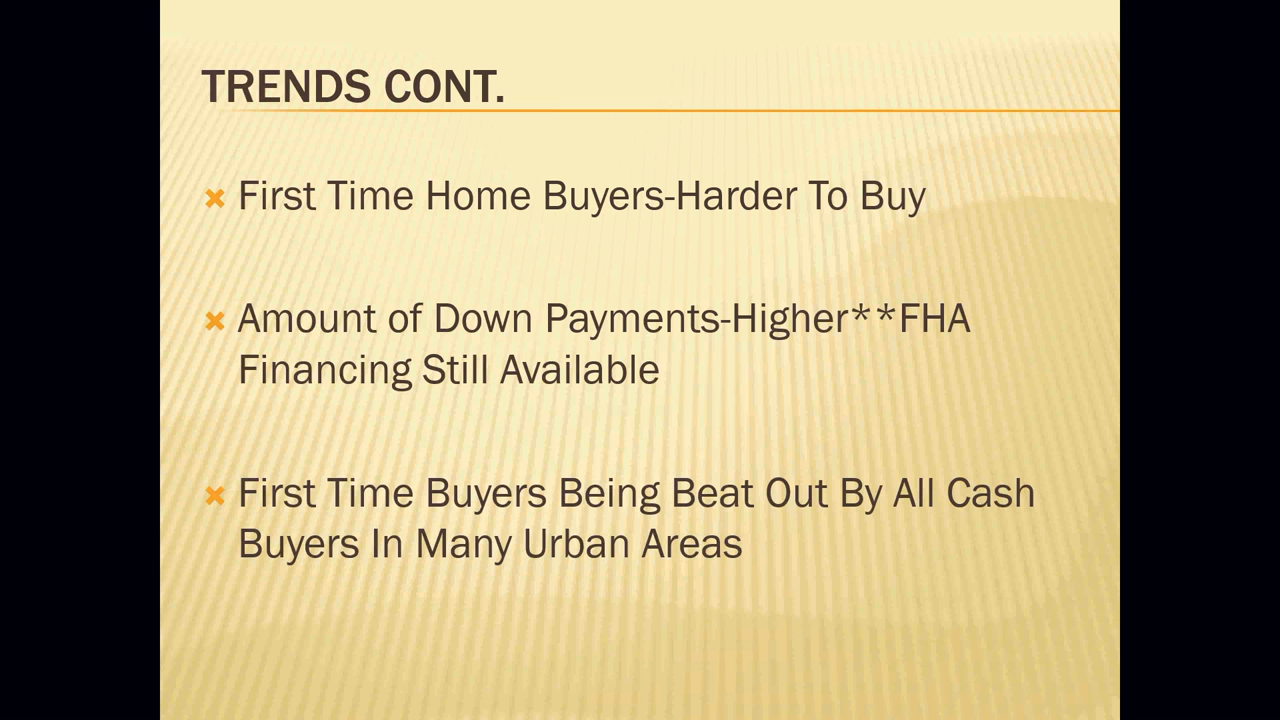 TRENDS CONT.
First Time Home Buyers-Harder To Buy
Amount of Down Payments-Higher**FHA
Financing Still Available
First Time Buyers Being Beat Out By All Cash
Buyers In Many Urban Areas